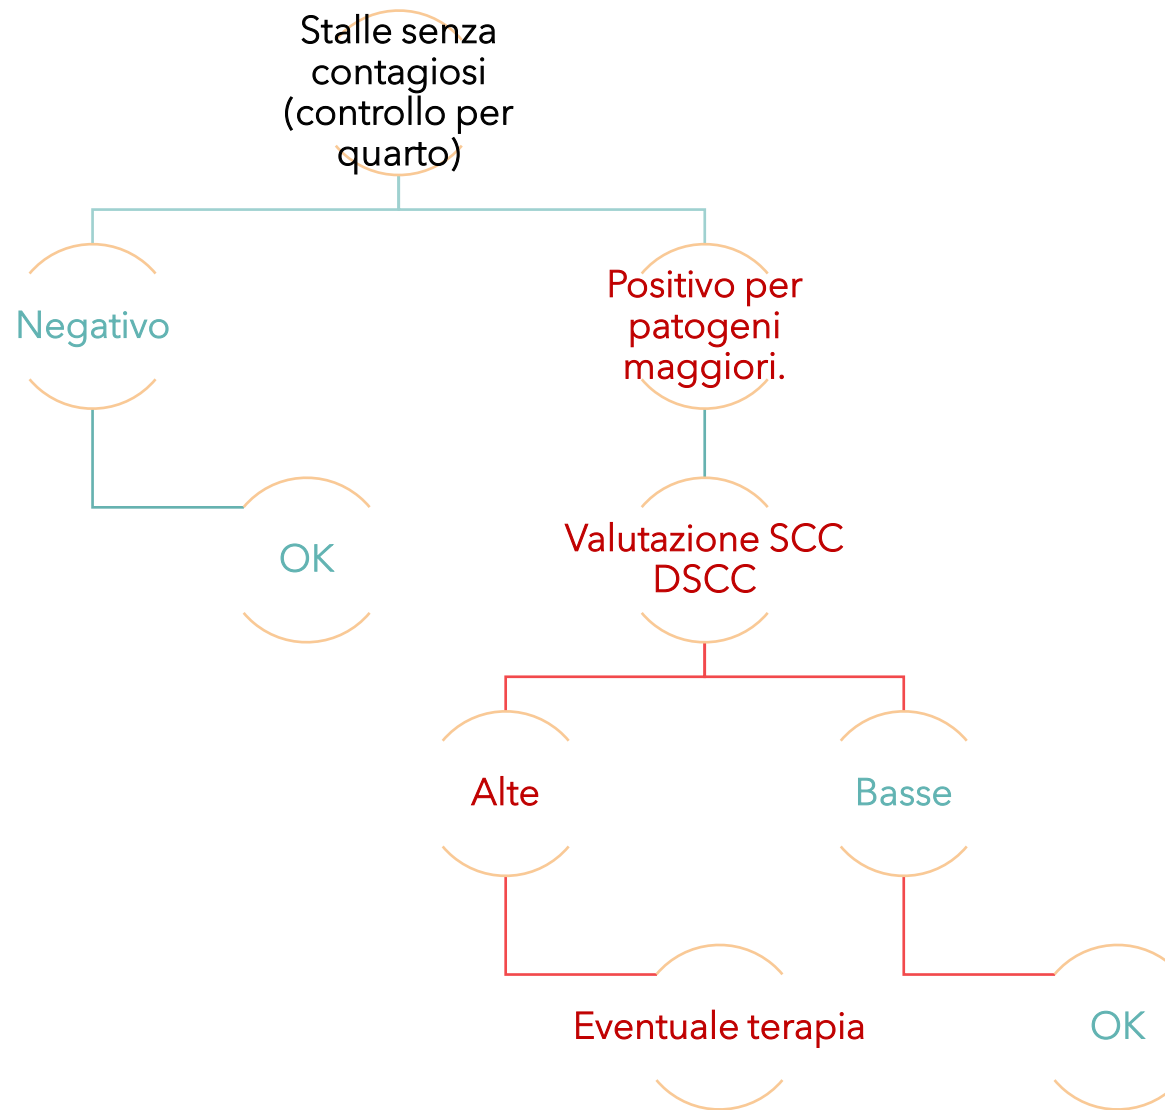 Stalle senza
contagiosi
(controllo per
quarto)
Negativo
Positivo per
patogeni
maggiori.
OK
Valutazione SCC
DSCC
Alte
Basse
Eventuale terapia
OK